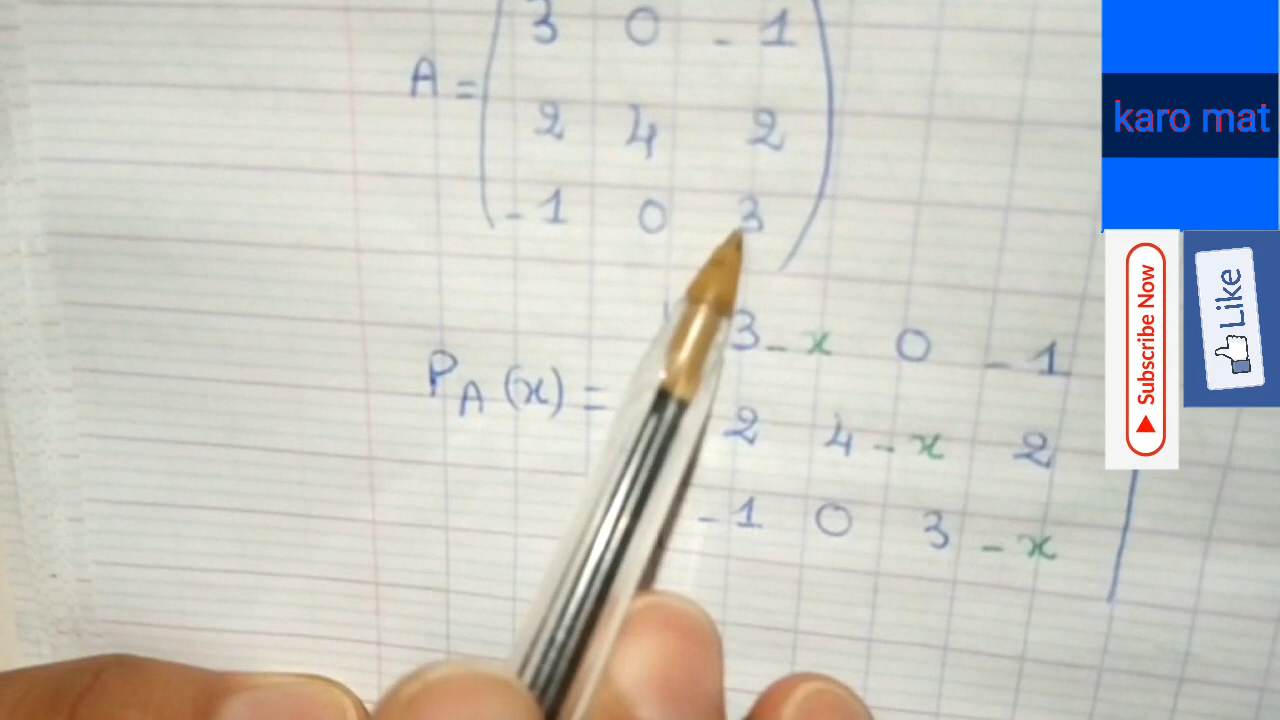 3 0 -1
A =
2 4 2
-1 0 3
3-x 0 -1
P_A (x) =
2 4-x 2
-1 0 3-x
karo mat
Subscribe Now
Like